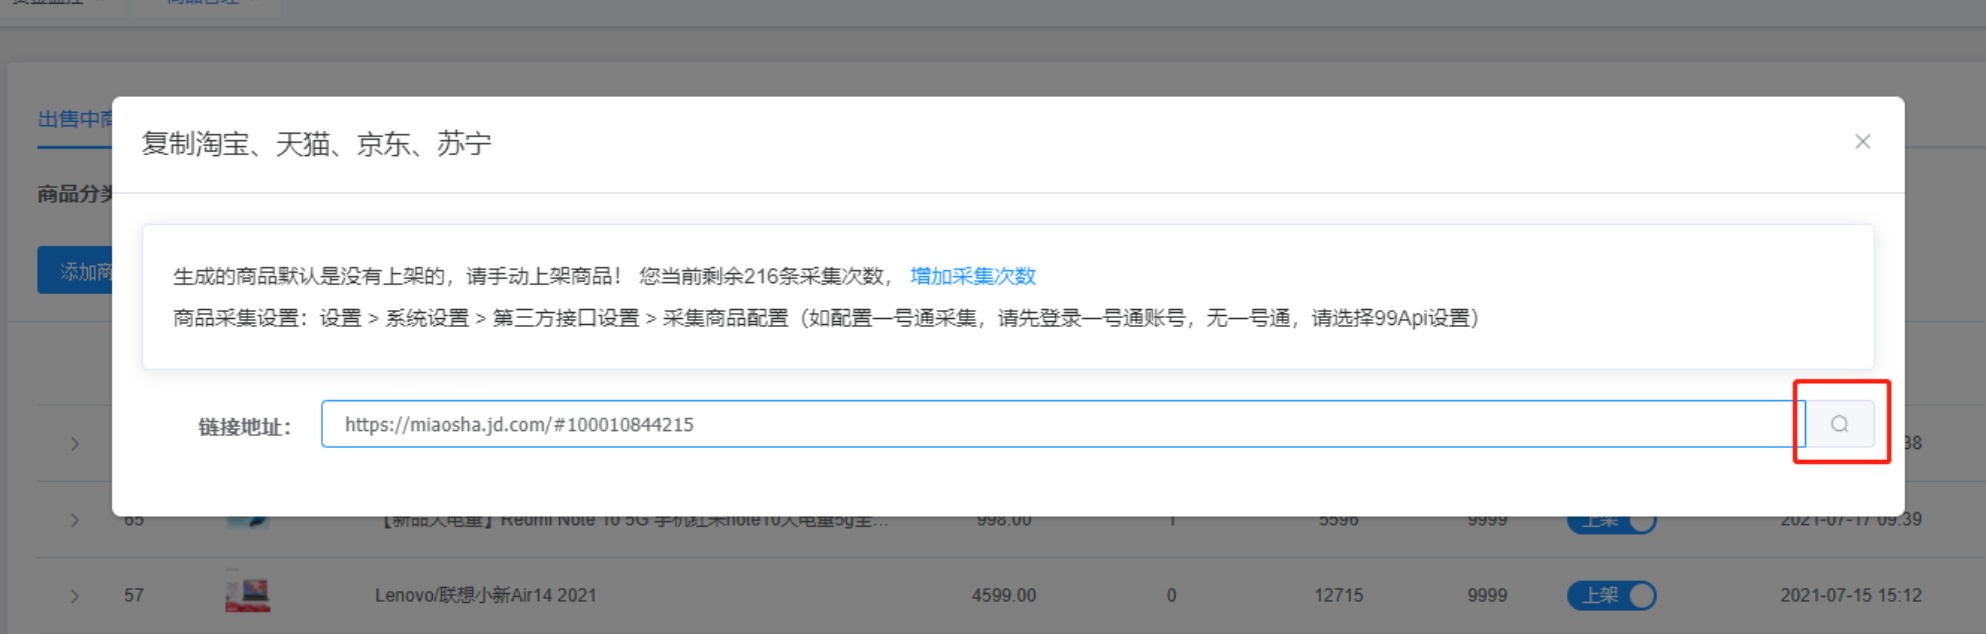 商品管理
出售中商
复制淘宝、天猫、京东、苏宁
商品分类
添加商
生成的商品默认是没有上架的，请手动上架商品！ 您当前剩余216条采集次数， 增加采集次数
商品采集设置：设置 > 系统设置 > 第三方接口设置 > 采集商品配置（如配置一号通采集，请先登录一号通账号，无一号通，请选择99Api设置）
链接地址： https://miaosha.jd.com/#100010844215
38
65 【新品大电量】Redmi Note 10 5G 手机红米note10大电量5g全... 998.00 1 5596 9999 上架 2021-07-17 09:39
57 Lenovo/联想小新Air14 2021 4599.00 0 12715 9999 上架 2021-07-15 15:12